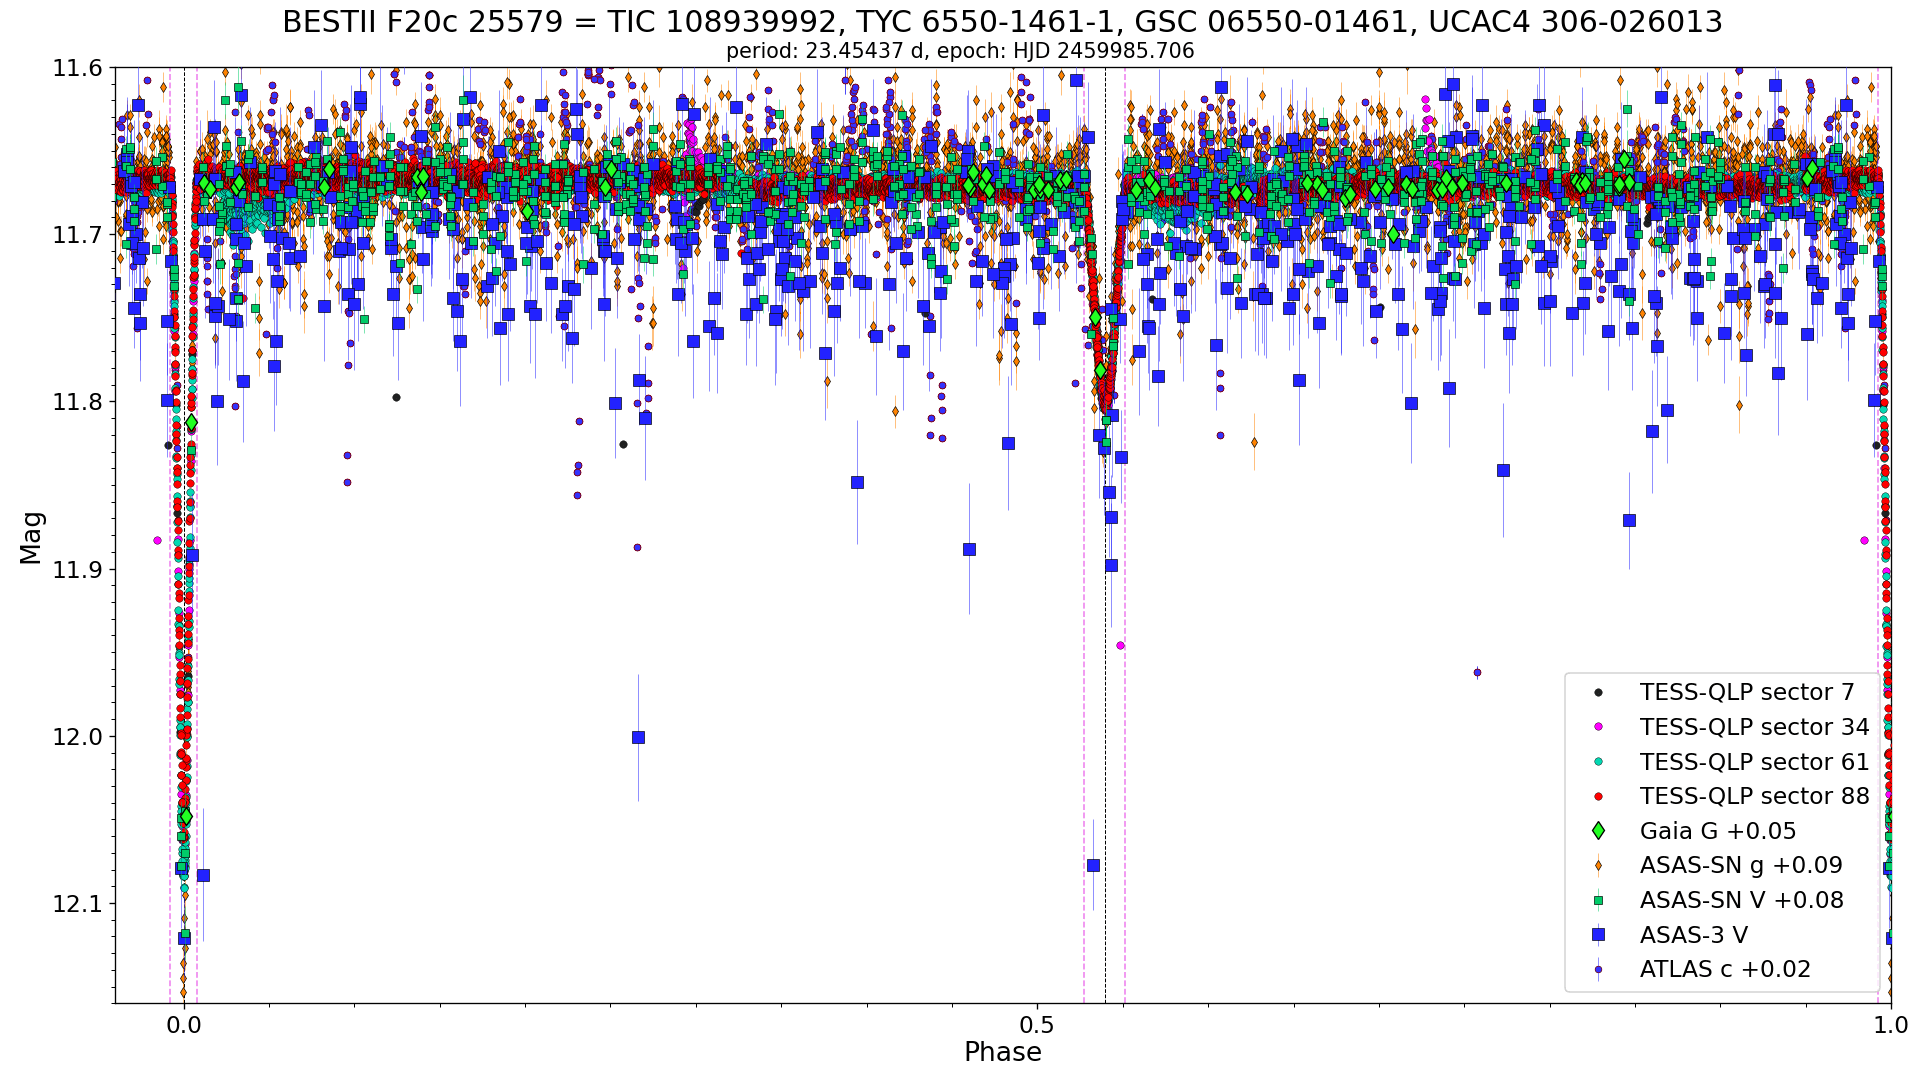 BESTII F20c 25579 = TIC 108939992, TYC 6550-1461-1, GSC 06550-01461, UCAC4 306-026013
period: 23.45437 d, epoch: HJD 2459985.706
11.6
11.7
11.8
11.9
12.0
12.1
Mag
0.0
0.5
1.0
Phase
TESS-QLP sector 7
TESS-QLP sector 34
TESS-QLP sector 61
TESS-QLP sector 88
Gaia G +0.05
ASAS-SN g +0.09
ASAS-SN V +0.08
ASAS-3 V
ATLAS c +0.02